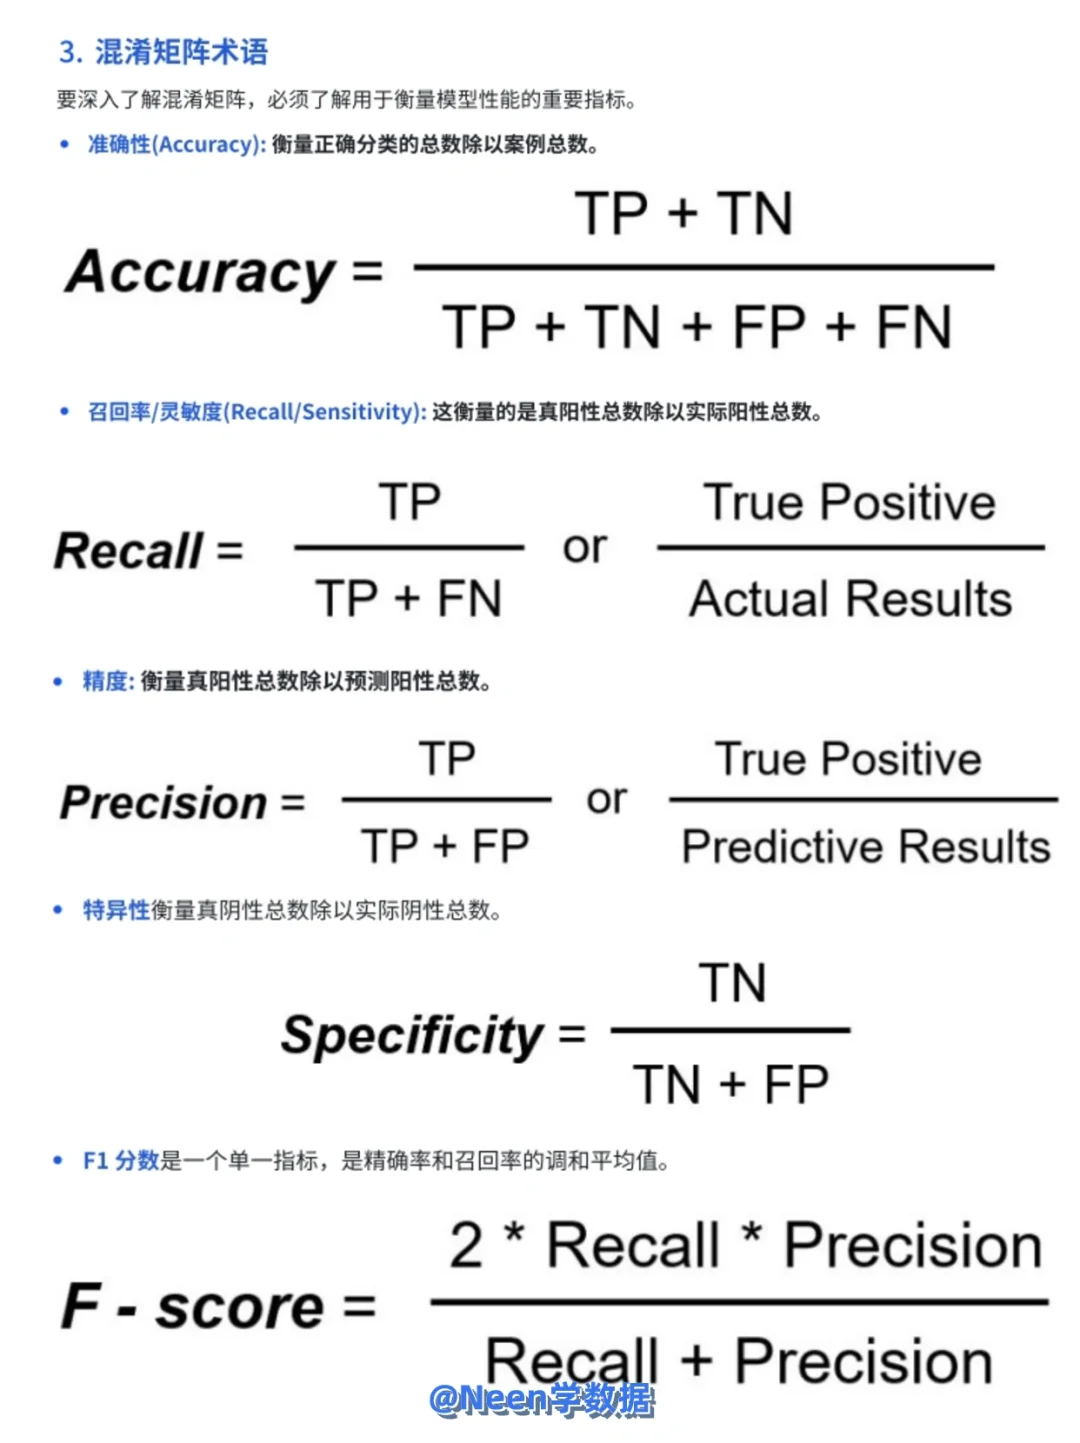 3. 混淆矩阵术语
要深入了解混淆矩阵，必须了解用于衡量模型性能的重要指标。
• 准确性(Accuracy): 衡量正确分类的总数除以案例总数。
TP + TN
Accuracy =
TP + TN + FP + FN
• 召回率/灵敏度(Recall/Sensitivity): 这衡量的是真阳性总数除以实际阳性总数。
TP True Positive
Recall = or
TP + FN Actual Results
• 精度: 衡量真阳性总数除以预测阳性总数。
TP True Positive
Precision = or
TP + FP Predictive Results
• 特异性衡量真阴性总数除以实际阴性总数。
TN
Specificity =
TN + FP
• F1 分数是一个单一指标，是精确率和召回率的调和平均值。
2 * Recall * Precision
F - score =
Recall + Precision
@Neen学数据